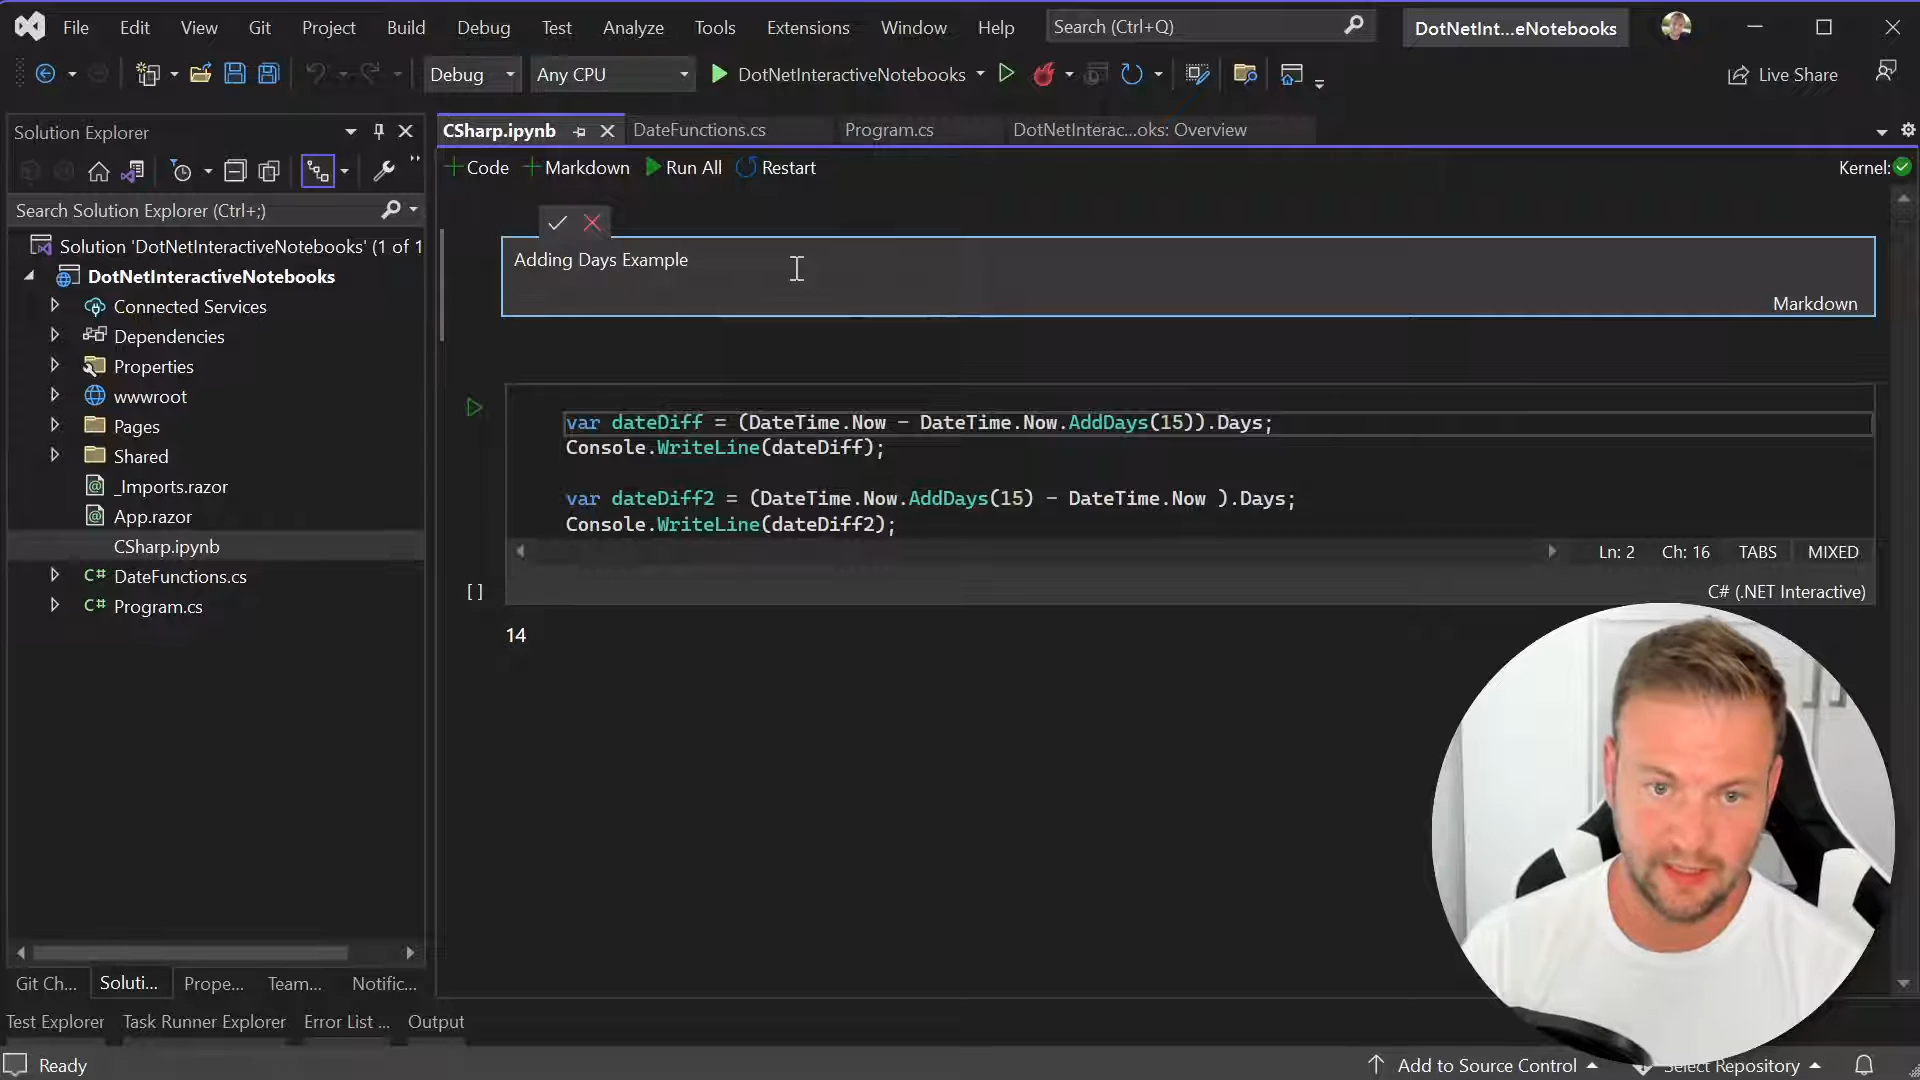 File Edit View Git Project Build Debug Test Analyze Tools Extensions Window Help Search (Ctrl+Q) DotNetInt...eNotebooks
Debug Any CPU DotNetInteractiveNotebooks Live Share
Solution Explorer
CSharp.ipynb DateFunctions.cs Program.cs DotNetInterac...oks: Overview
Code Markdown Run All Restart Kernel:
Search Solution Explorer (Ctrl+;)
Solution 'DotNetInteractiveNotebooks' (1 of 1
DotNetInteractiveNotebooks
Connected Services
Dependencies
Properties
wwwroot
Pages
Shared
_Imports.razor
App.razor
CSharp.ipynb
DateFunctions.cs
Program.cs
Adding Days Example
Markdown
var dateDiff = (DateTime.Now - DateTime.Now.AddDays(15)).Days;
Console.WriteLine(dateDiff);
var dateDiff2 = (DateTime.Now.AddDays(15) - DateTime.Now ).Days;
Console.WriteLine(dateDiff2);
Ln: 2 Ch: 16 TABS MIXED
[ ] C# (.NET Interactive)
14
Git Ch... Soluti... Prope... Team... Notific...
Test Explorer Task Runner Explorer Error List ... Output
Ready Add to Source Control Select Repository